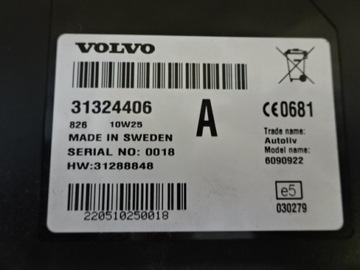 VOLVO
31324406
826 10W25
MADE IN SWEDEN
SERIAL NO: 0018
HW:31288848
220510250018
A
CE0681
Trade name:
Autoliv
Model name:
6090922
e5
030279